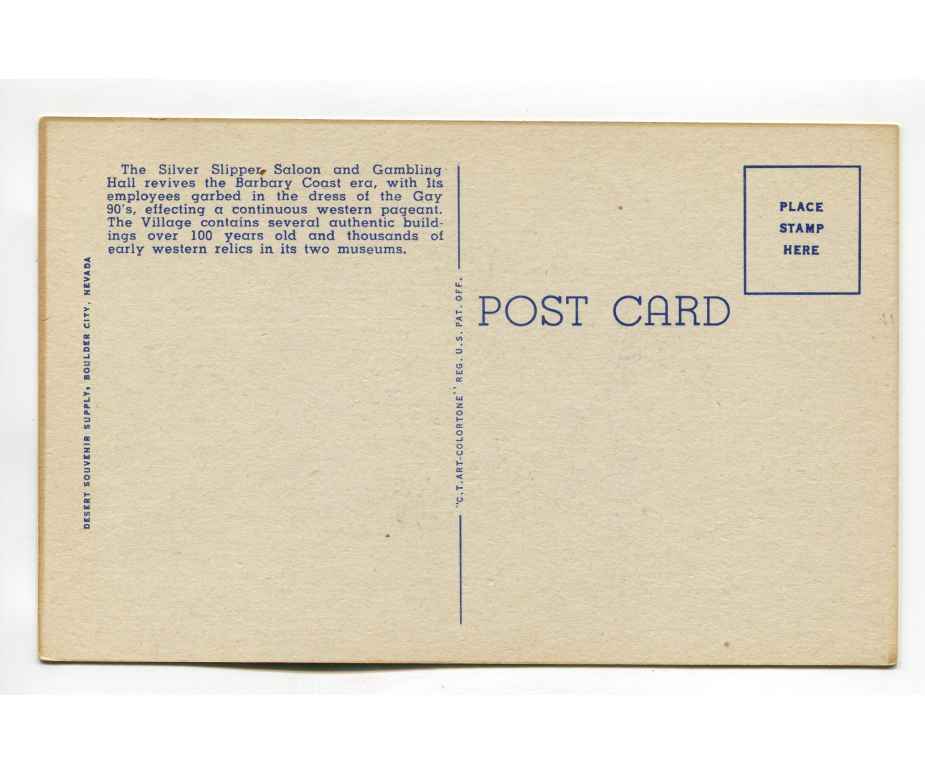 The Silver Slipper Saloon and Gambling
Hall revives the Barbary Coast era, with its
employees garbed in the dress of the Gay
90's, effecting a continuous western pageant.
The Village contains several authentic build-
ings over 100 years old and thousands of
early western relics in its two museums.
DESERT SOUVENIR SUPPLY, BOULDER CITY, NEVADA
"C.T.ART-COLORTONE" REG. U.S. PAT. OFF.
POST CARD
PLACE
STAMP
HERE